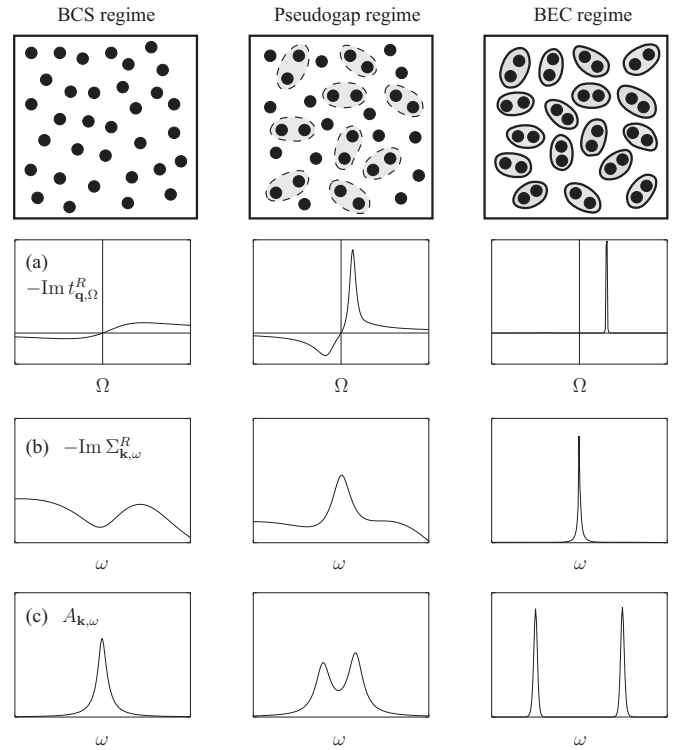 BCS regime Pseudogap regime BEC regime
(a)
−Im t^R_{q,Ω}
Ω Ω Ω
(b) −Im Σ^R_{k,ω}
ω ω ω
(c) A_{k,ω}
ω ω ω